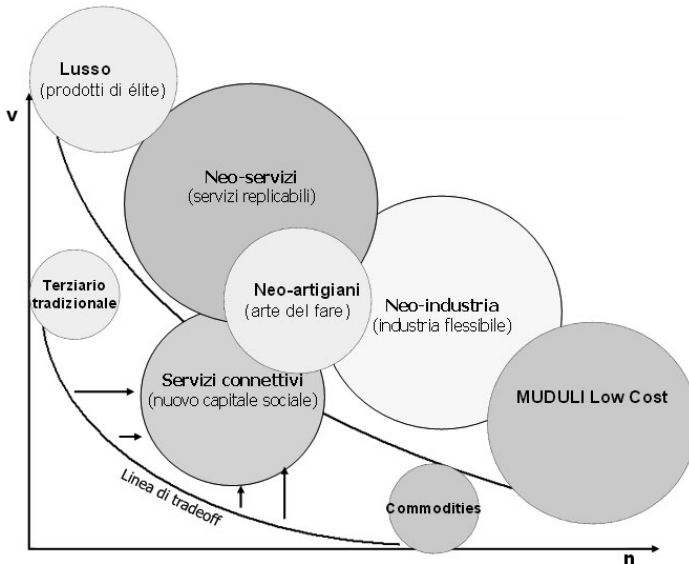 Lusso
(prodotti di élite)
v
Neo-servizi
(servizi replicabili)
Terziario
tradizionale
Neo-artigiani
(arte del fare)
Neo-industria
(industria flessibile)
Servizi connettivi
(nuovo capitale sociale)
MUDULI Low Cost
Linea di tradeoff
Commodities
n